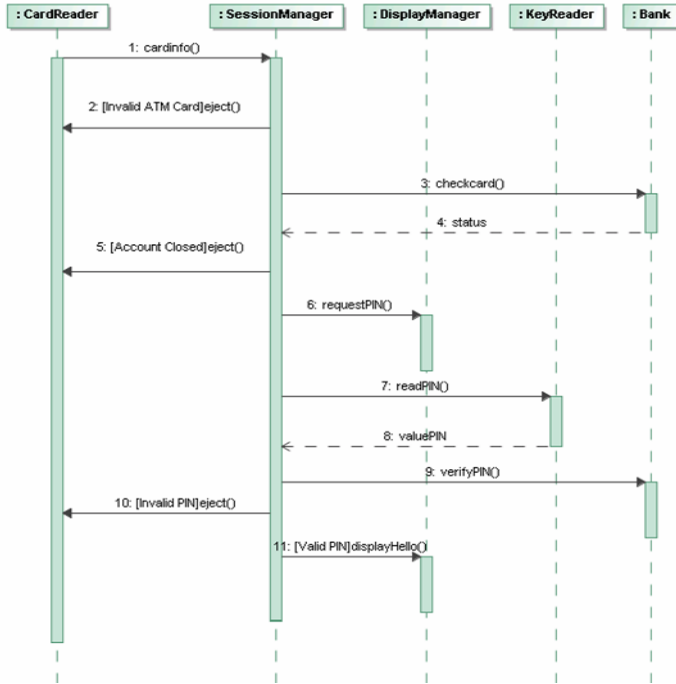 : CardReader
: SessionManager
: DisplayManager
: KeyReader
: Bank
1: cardinfo()
2: [Invalid ATM Card]eject()
3: checkcard()
4: status
5: [Account Closed]eject()
6: requestPIN()
7: readPIN()
8: valuePIN
9: verifyPIN()
10: [Invalid PIN]eject()
11: [Valid PIN]displayHello()